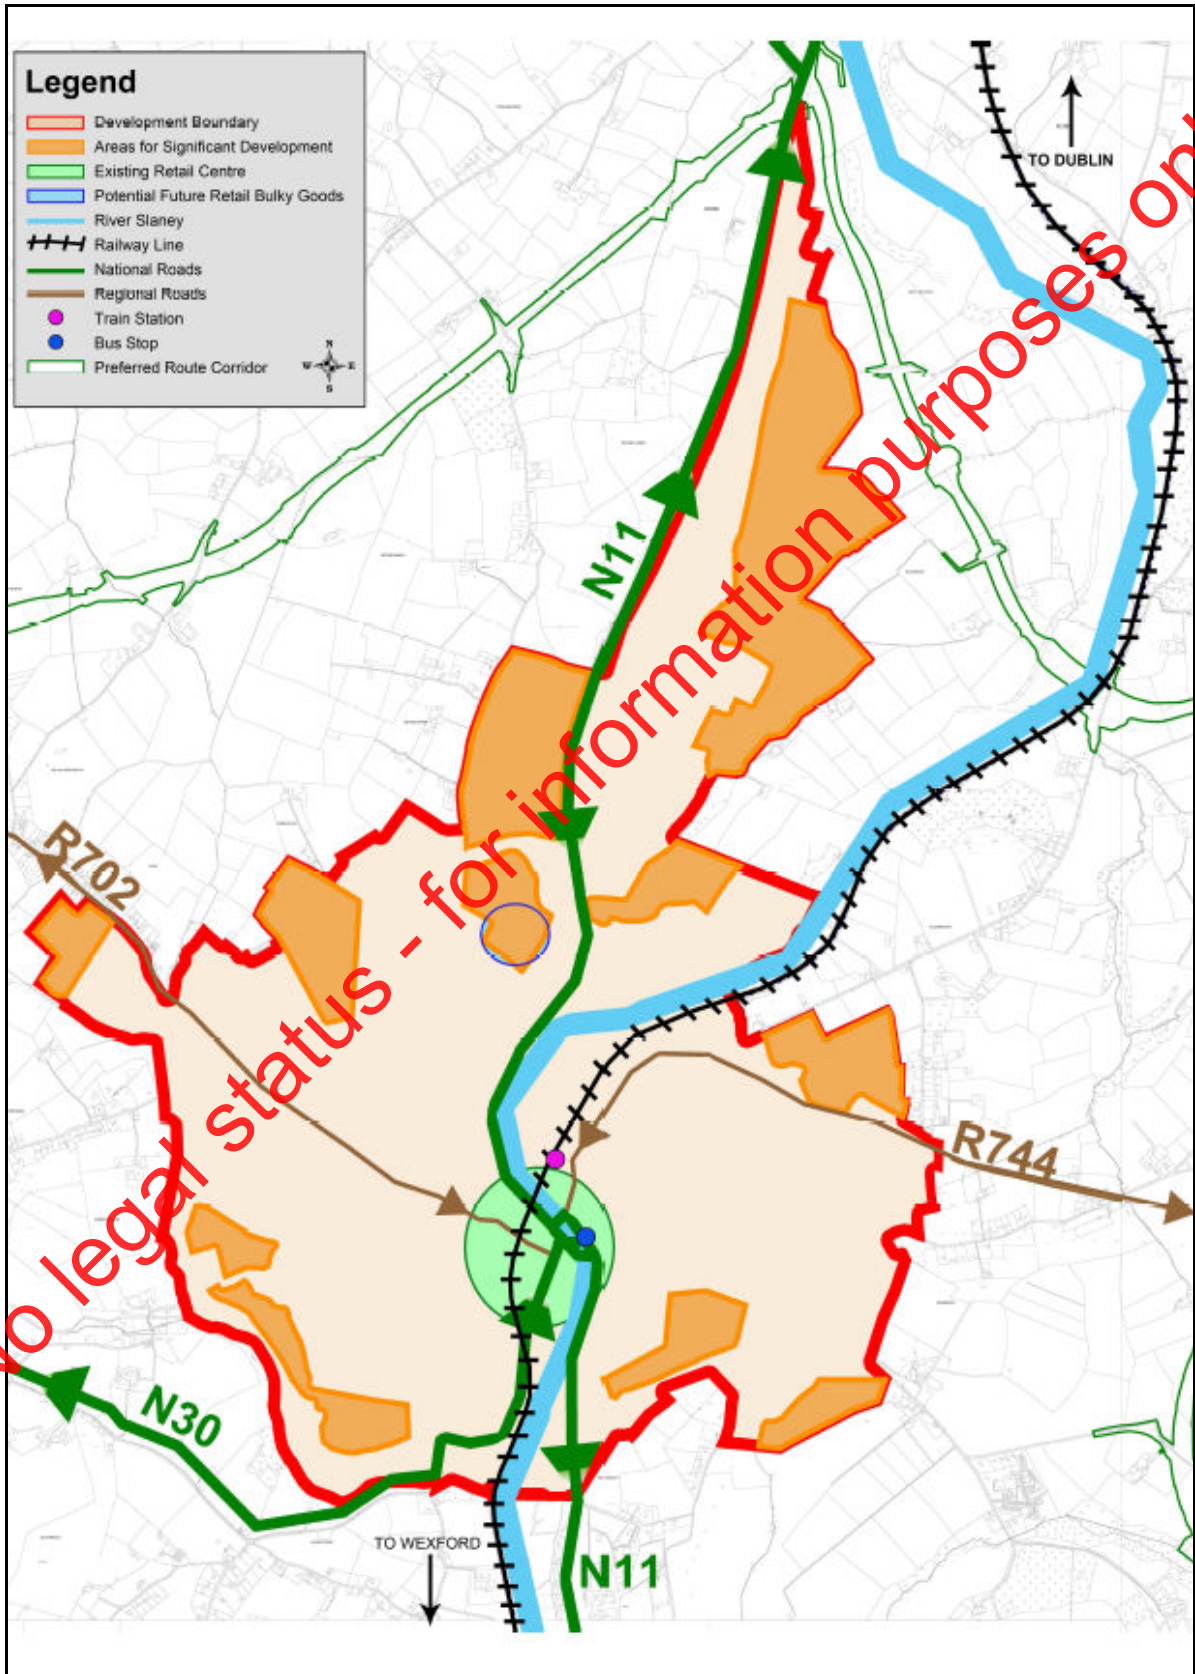 Legend
Development Boundary
Areas for Significant Development
Existing Retail Centre
Potential Future Retail Bulky Goods
River Slaney
Railway Line
National Roads
Regional Roads
Train Station
Bus Stop
Preferred Route Corridor
N
W E
S
TO DUBLIN
N11
R702
R744
N30
TO WEXFORD
N11
No legal status - for information purposes only